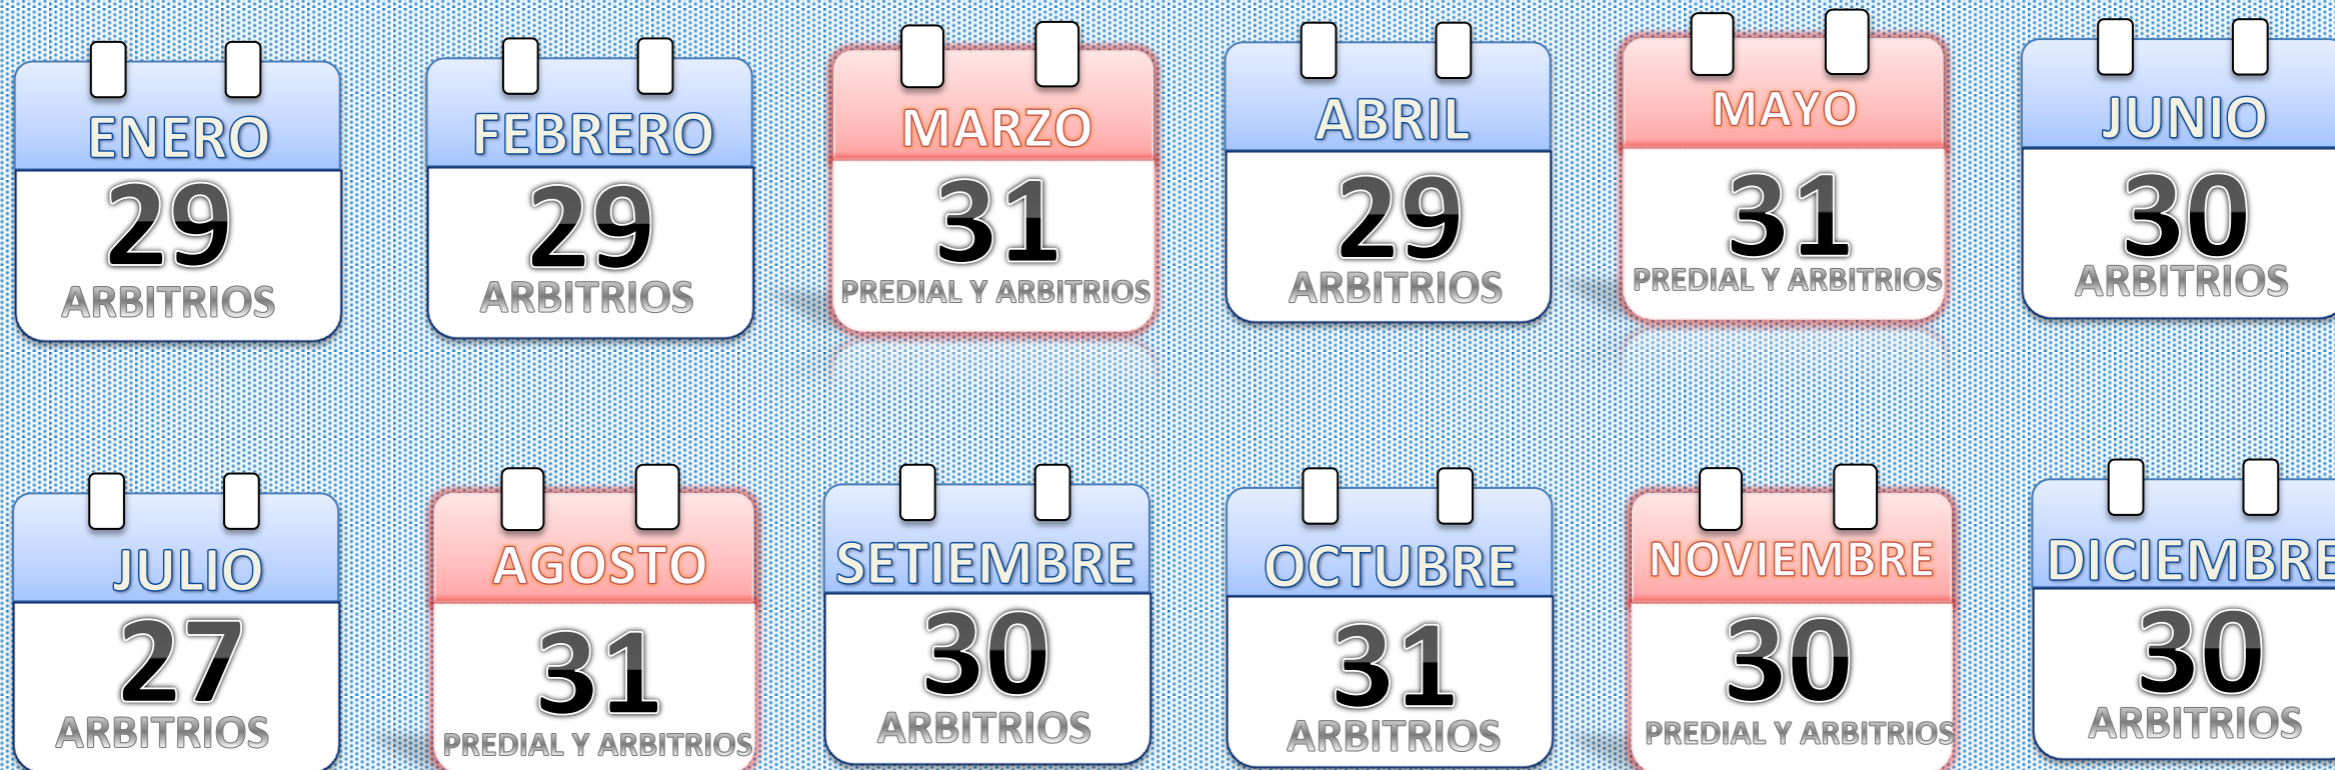 ENERO
29
ARBITRIOS
FEBRERO
29
ARBITRIOS
MARZO
31
PREDIAL Y ARBITRIOS
ABRIL
29
ARBITRIOS
MAYO
31
PREDIAL Y ARBITRIOS
JUNIO
30
ARBITRIOS
JULIO
27
ARBITRIOS
AGOSTO
31
PREDIAL Y ARBITRIOS
SETIEMBRE
30
ARBITRIOS
OCTUBRE
31
ARBITRIOS
NOVIEMBRE
30
PREDIAL Y ARBITRIOS
DICIEMBRE
30
ARBITRIOS